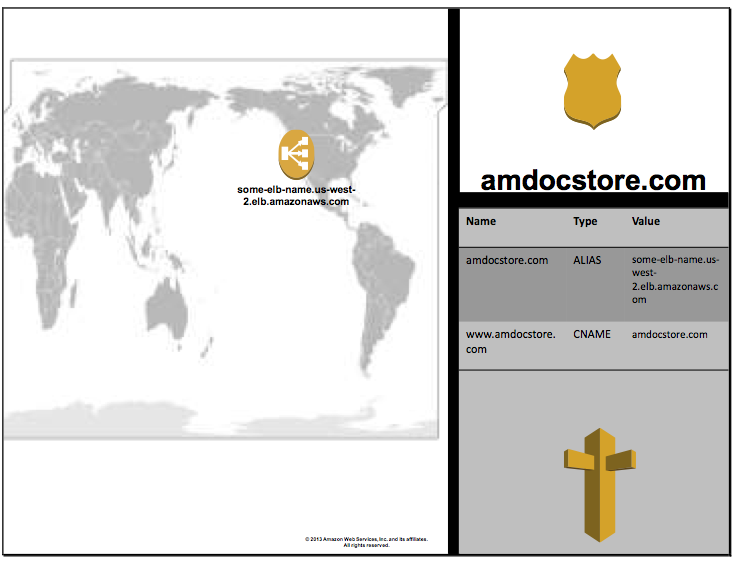 some-elb-name.us-west-
2.elb.amazonaws.com
amdocstore.com
Name Type Value
amdocstore.com ALIAS some-elb-name.us-
west-
2.elb.amazonaws.c
om
www.amdocstore.
com CNAME amdocstore.com
© 2013 Amazon Web Services, Inc. and its affiliates.
All rights reserved.